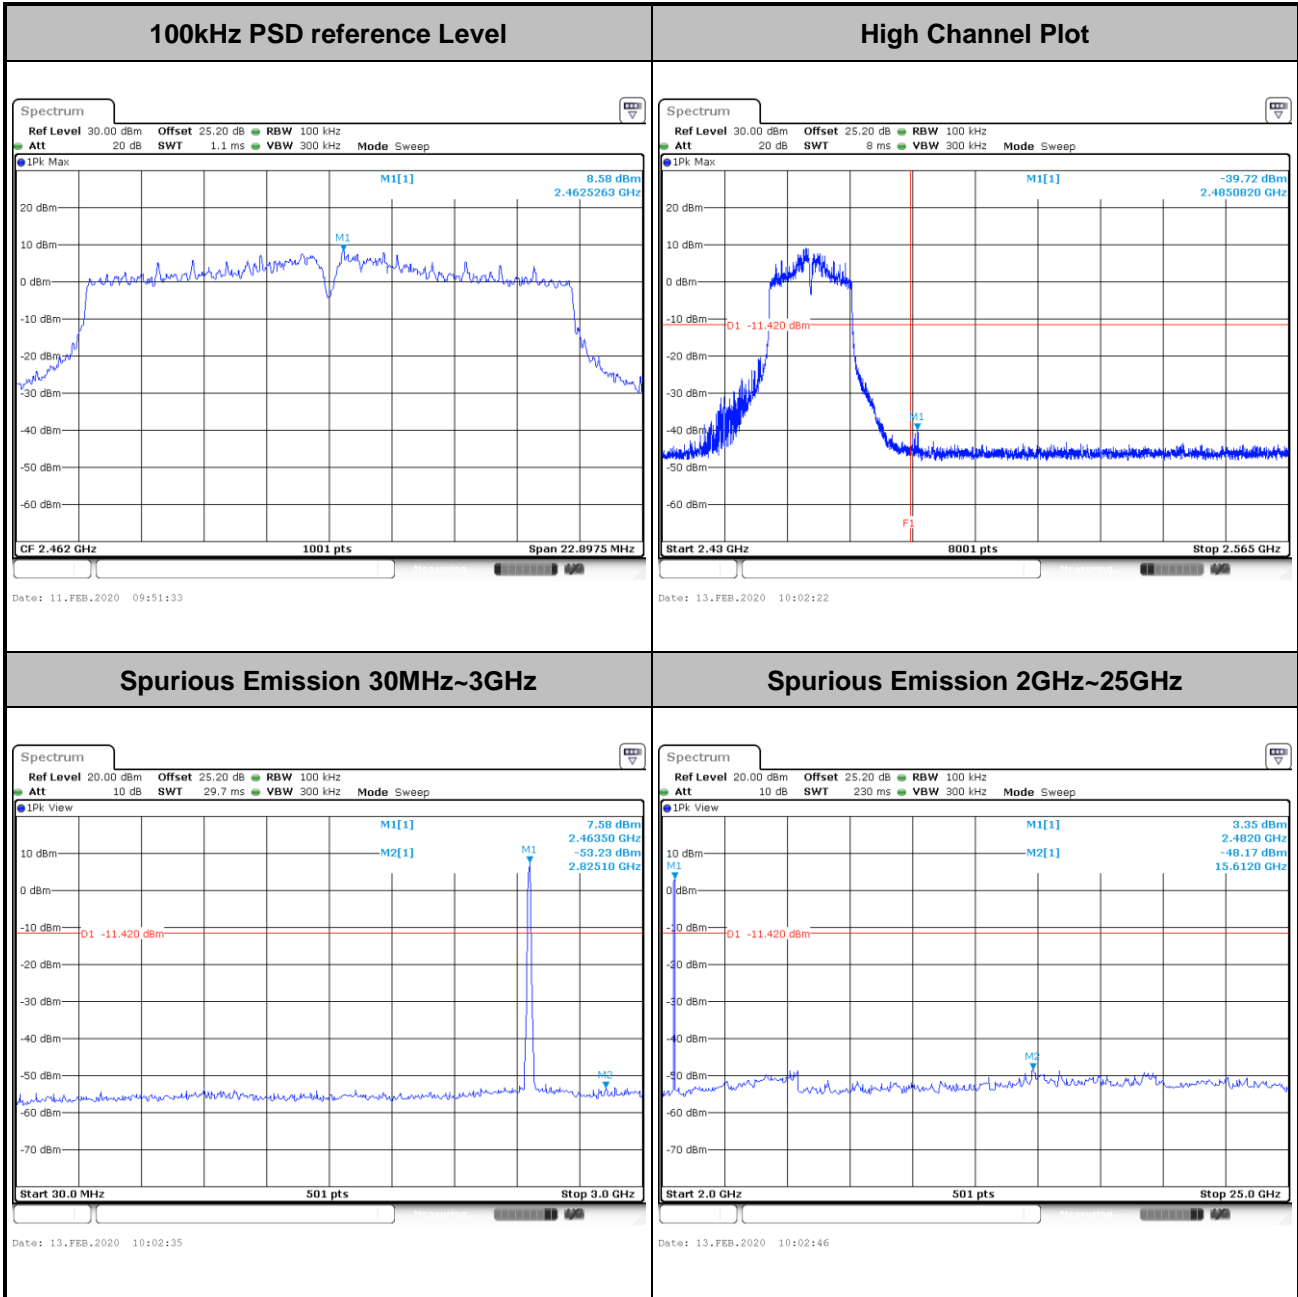 100kHz PSD reference Level
Spectrum
Ref Level 30.00 dBm Offset 25.20 dB RBW 100 kHz
Att 20 dB SWT 1.1 ms VBW 300 kHz Mode Sweep
1Pk Max
M1[1] 8.58 dBm
2.4625263 GHz
20 dBm
M1
10 dBm
0 dBm
-10 dBm
-20 dBm
-30 dBm
-40 dBm
-50 dBm
-60 dBm
CF 2.462 GHz 1001 pts Span 22.8975 MHz
Measuring
Date: 11.FEB.2020 09:51:33
High Channel Plot
Spectrum
Ref Level 30.00 dBm Offset 25.20 dB RBW 100 kHz
Att 20 dB SWT 8 ms VBW 300 kHz Mode Sweep
1Pk Max
M1[1] -39.72 dBm
2.4850820 GHz
20 dBm
10 dBm
0 dBm
-10 dBm
D1 -11.420 dBm
-20 dBm
-30 dBm
M1
-40 dBm
-50 dBm
-60 dBm
F1
Start 2.43 GHz 8001 pts Stop 2.565 GHz
Measuring
Date: 13.FEB.2020 10:02:22
Spurious Emission 30MHz~3GHz
Spectrum
Ref Level 20.00 dBm Offset 25.20 dB RBW 100 kHz
Att 10 dB SWT 29.7 ms VBW 300 kHz Mode Sweep
1Pk View
M1[1] 7.58 dBm
2.46350 GHz
M2[1] -53.23 dBm
2.82510 GHz
M1
10 dBm
0 dBm
-10 dBm
D1 -11.420 dBm
-20 dBm
-30 dBm
-40 dBm
-50 dBm
M2
-60 dBm
-70 dBm
Start 30.0 MHz 501 pts Stop 3.0 GHz
Measuring
Date: 13.FEB.2020 10:02:35
Spurious Emission 2GHz~25GHz
Spectrum
Ref Level 20.00 dBm Offset 25.20 dB RBW 100 kHz
Att 10 dB SWT 230 ms VBW 300 kHz Mode Sweep
1Pk View
M1[1] 3.35 dBm
2.4820 GHz
M2[1] -48.17 dBm
15.6120 GHz
10 dBm
M1
0 dBm
-10 dBm
D1 -11.420 dBm
-20 dBm
-30 dBm
-40 dBm
M2
-50 dBm
-60 dBm
-70 dBm
Start 2.0 GHz 501 pts Stop 25.0 GHz
Measuring
Date: 13.FEB.2020 10:02:46